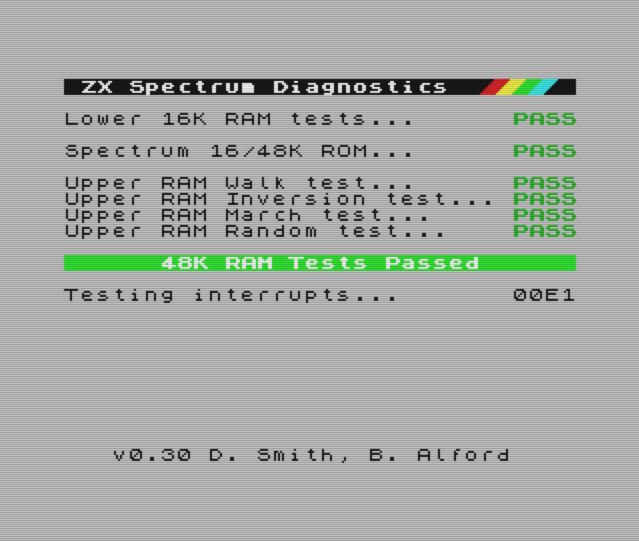 ZX Spectrum Diagnostics
Lower 16K RAM tests... PASS
Spectrum 16/48K ROM... PASS
Upper RAM Walk test... PASS
Upper RAM Inversion test... PASS
Upper RAM March test... PASS
Upper RAM Random test... PASS
48K RAM Tests Passed
Testing interrupts... 00E1
v0.30 D. Smith, B. Alford